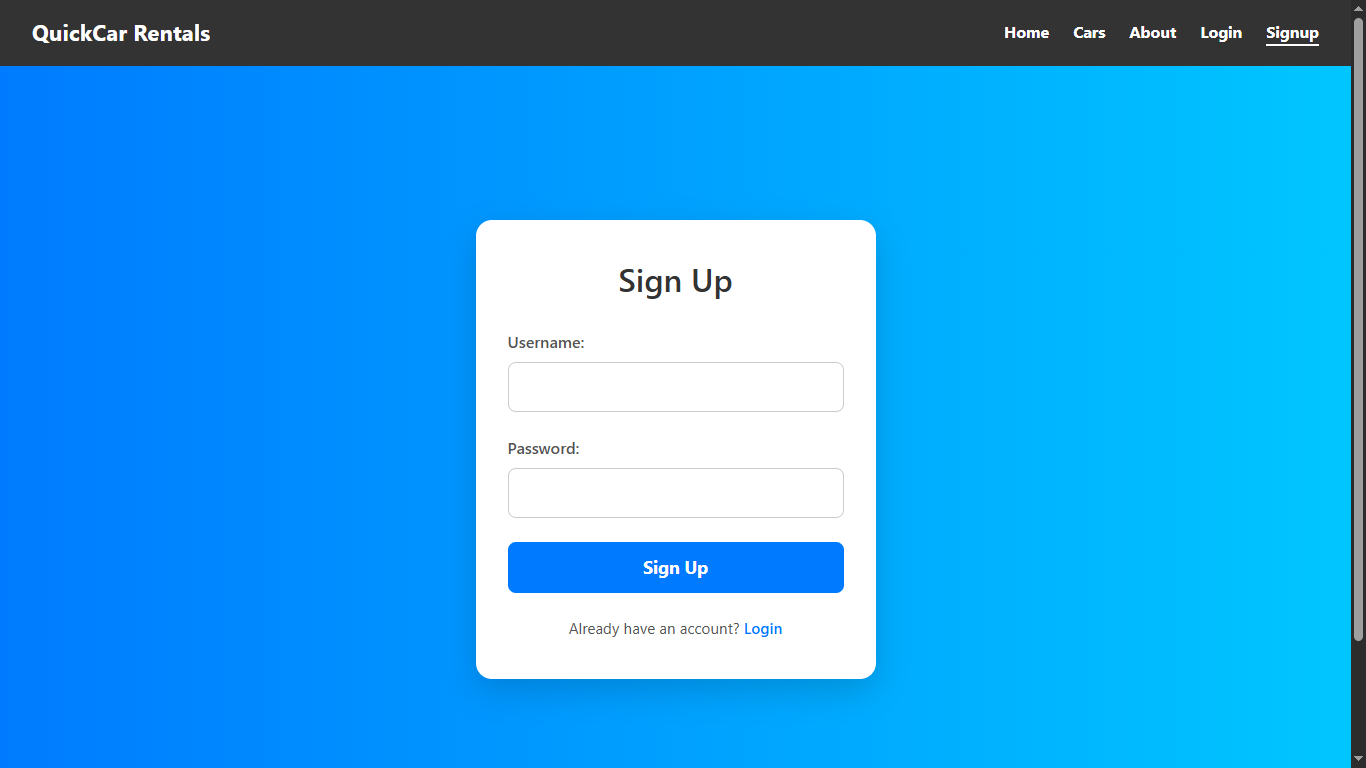 QuickCar Rentals
Home Cars About Login Signup
Sign Up
Username:
Password:
Sign Up
Already have an account? Login